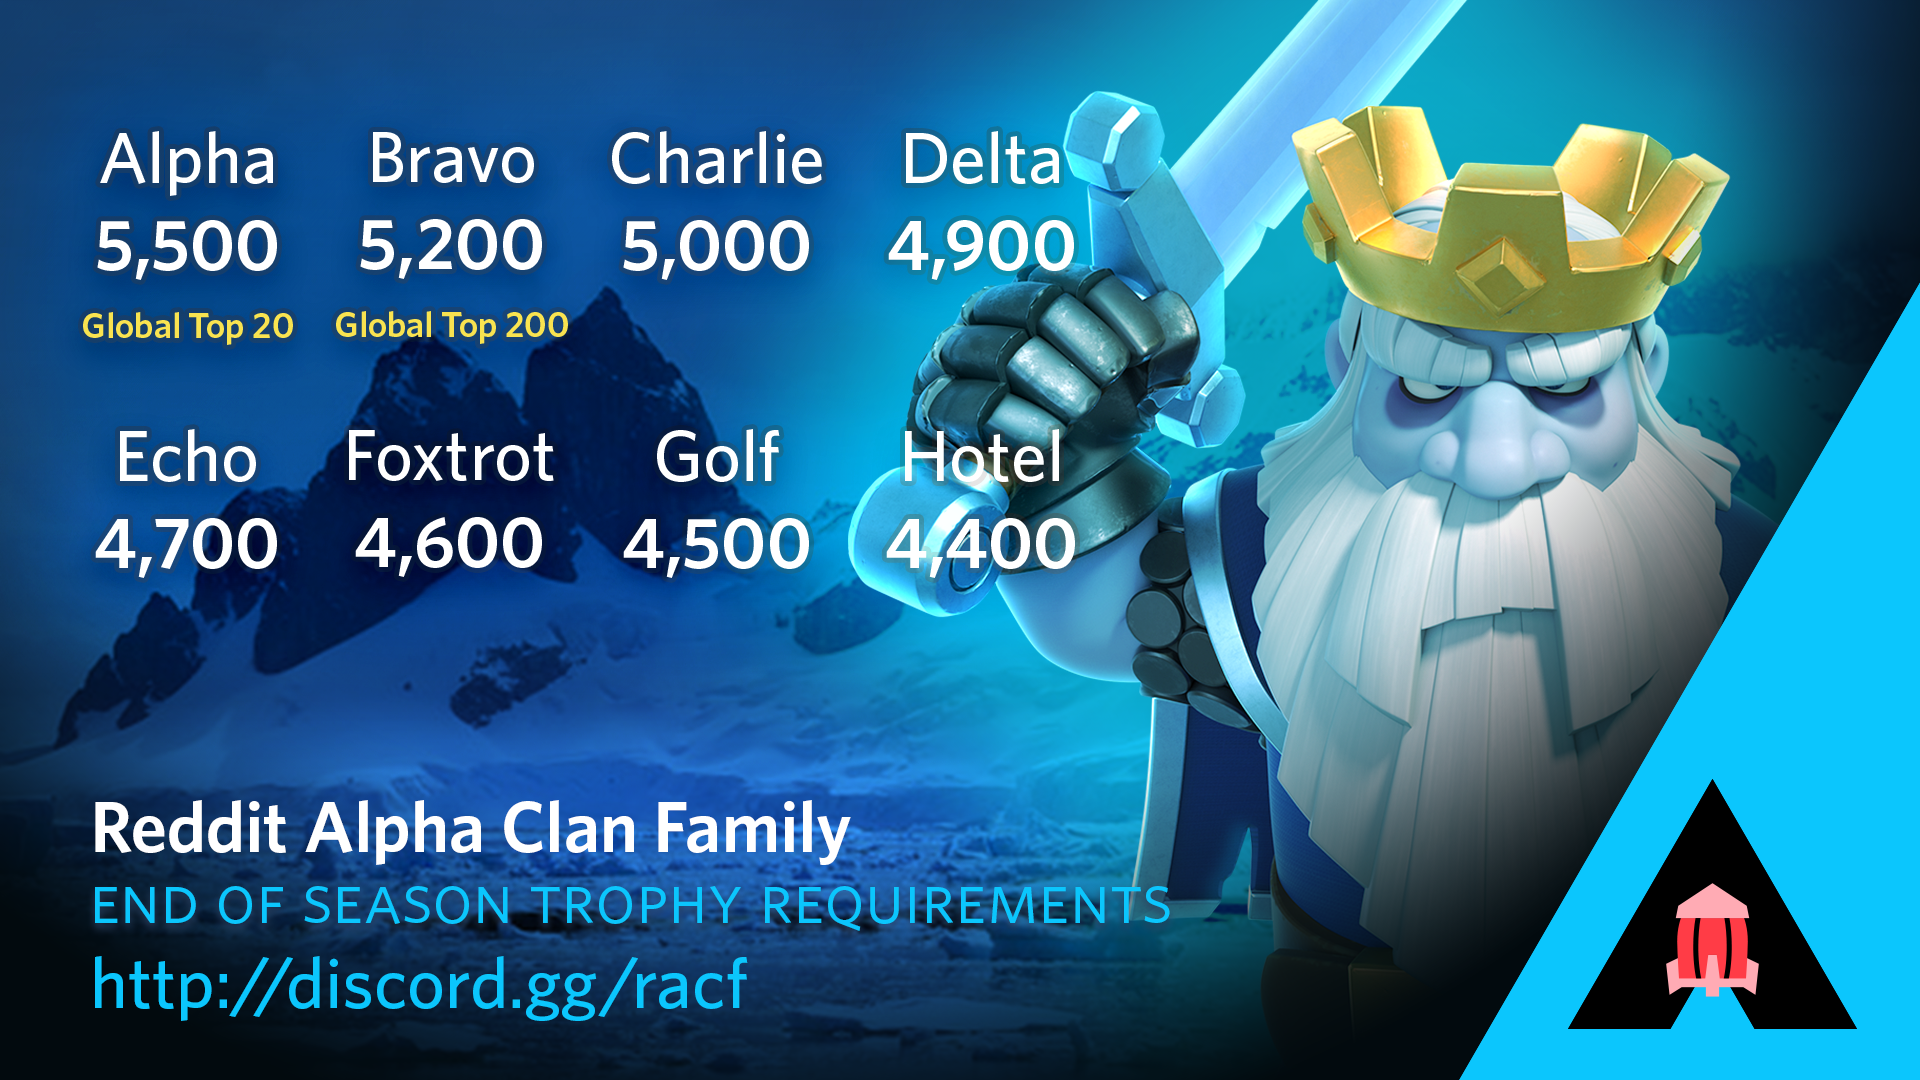 Alpha Bravo Charlie Delta
5,500 5,200 5,000 4,900
Global Top 20 Global Top 200
Echo Foxtrot Golf Hotel
4,700 4,600 4,500 4,400
Reddit Alpha Clan Family
END OF SEASON TROPHY REQUIREMENTS
http://discord.gg/racf